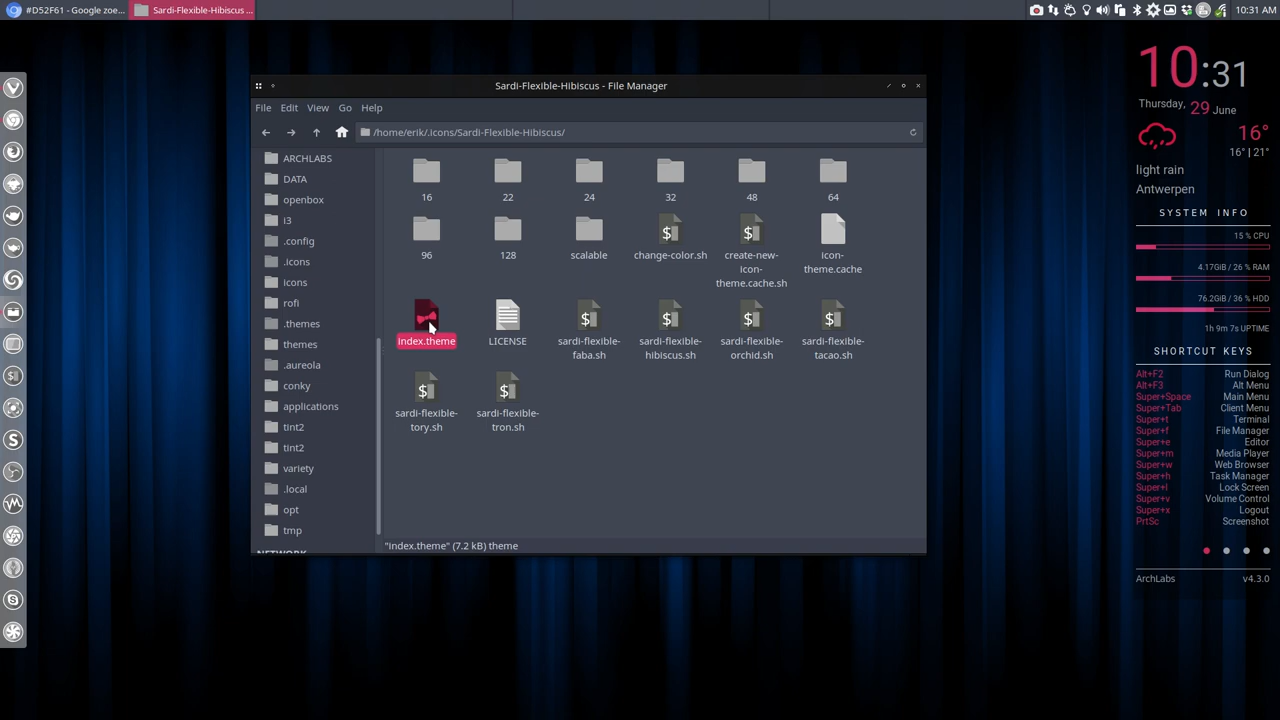 #D52F61 - Google zoe...
Sardi-Flexible-Hibiscus ...
10:31 AM
Sardi-Flexible-Hibiscus - File Manager
File Edit View Go Help
/home/erik/.icons/Sardi-Flexible-Hibiscus/
ARCHLABS
DATA
openbox
i3
.config
.icons
icons
rofi
.themes
themes
.aureola
conky
applications
tint2
tint2
variety
.local
opt
tmp
NETWORK
16
22
24
32
48
64
96
128
scalable
change-color.sh
create-new-
icon-
theme.cache.sh
icon-
theme.cache
index.theme
LICENSE
sardi-flexible-
faba.sh
sardi-flexible-
hibiscus.sh
sardi-flexible-
orchid.sh
sardi-flexible-
tacao.sh
sardi-flexible-
tory.sh
sardi-flexible-
tron.sh
"index.theme" (7.2 kB) theme
10:31
Thursday, 29 June
16°
16° | 21°
light rain
Antwerpen
SYSTEM INFO
15 % CPU
4.17GiB / 26 % RAM
76.2GiB / 36 % HDD
1h 9m 7s UPTIME
SHORTCUT KEYS
Alt+F2 Run Dialog
Alt+F3 Alt Menu
Super+Space Main Menu
Super+Tab Client Menu
Super+t Terminal
Super+f File Manager
Super+e Editor
Super+m Media Player
Super+w Web Browser
Super+h Task Manager
Super+l Lock Screen
Super+v Volume Control
Super+x Logout
PrtSc Screenshot
ArchLabs v4.3.0